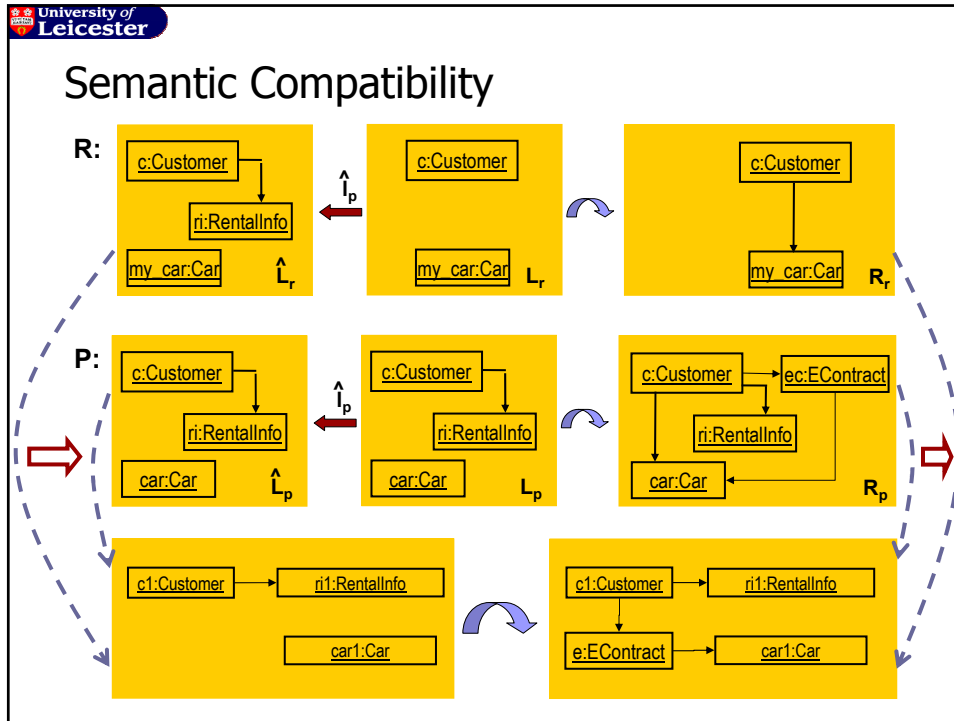 University of
Leicester
Semantic Compatibility
R:
c:Customer
ri:RentalInfo
my_car:Car
L̂r
l̂p
c:Customer
my_car:Car
Lr
c:Customer
my_car:Car
Rr
P:
c:Customer
ri:RentalInfo
car:Car
L̂p
l̂p
c:Customer
ri:RentalInfo
car:Car
Lp
c:Customer
ec:EContract
ri:RentalInfo
car:Car
Rp
c1:Customer
ri1:RentalInfo
car1:Car
c1:Customer
ri1:RentalInfo
e:EContract
car1:Car